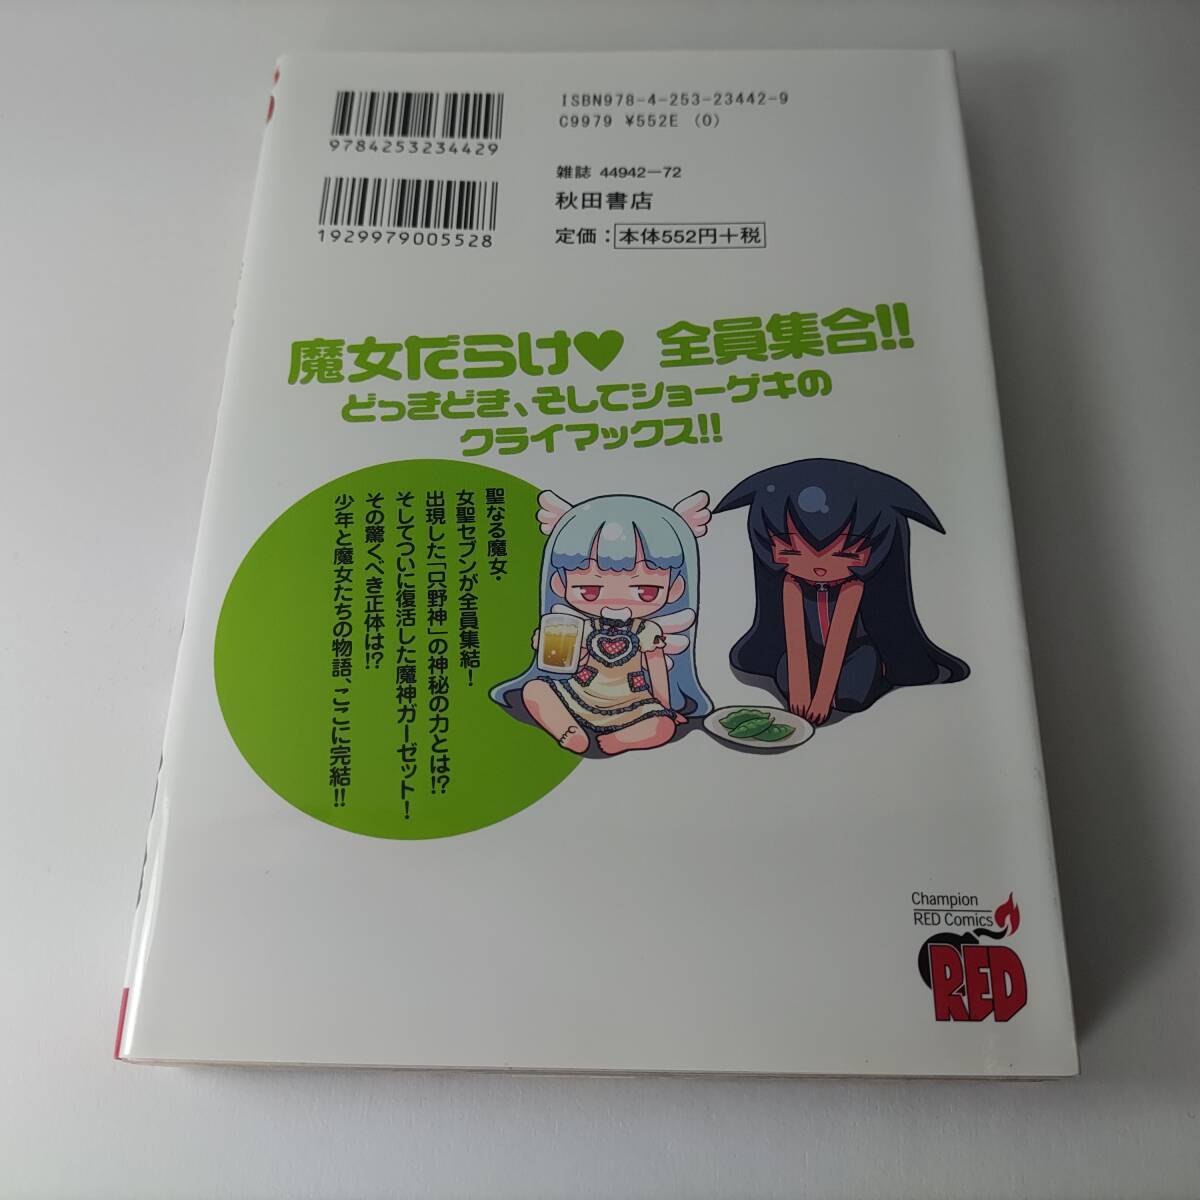 9784253234429
ISBN978-4-253-23442-9
C9979 ¥552E (0)
1929979005528
雑誌 44942−72
秋田書店
定価：本体552円＋税
魔女だらけ♥ 全員集合!!
どっきどき、そしてショーゲキの
クライマックス!!
聖なる魔女・
女聖セブンが全員集結！
出現した「只野神」の神秘の力とは!?
そしてついに復活した魔神ガーゼット！
その驚くべき正体は!?
少年と魔女たちの物語、ここに完結!!
Champion
RED Comics
RED